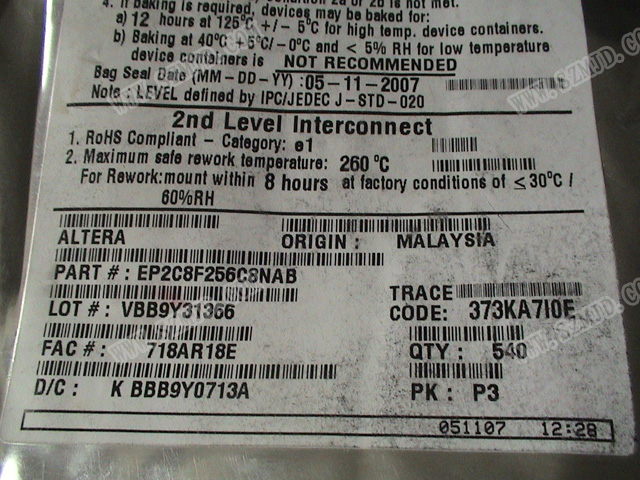 4. If baking is required, devices may be baked for:
a) 12 hours at 125°C +/- 5°C for high temp. device containers.
b) Baking at 40°C +5°C/-0°C and < 5% RH for low temperature
device containers is NOT RECOMMENDED
Bag Seal Date (MM-DD-YY) :05-11-2007
Note : LEVEL defined by IPC/JEDEC J-STD-020
2nd Level Interconnect
1. RoHS Compliant - Category: e1
2. Maximum safe rework temperature: 260 °C
For Rework:mount within 8 hours at factory conditions of ≤30°C /
60%RH
ALTERA ORIGIN : MALAYSIA
PART # : EP2C8F256C8NAB
LOT # : VBB9Y31366
TRACE
CODE: 373KA7I0E
FAC # : 718AR18E
QTY : 540
D/C : K BBB9Y0713A
PK : P3
051107 12:28
WWW.SZMJD.COM